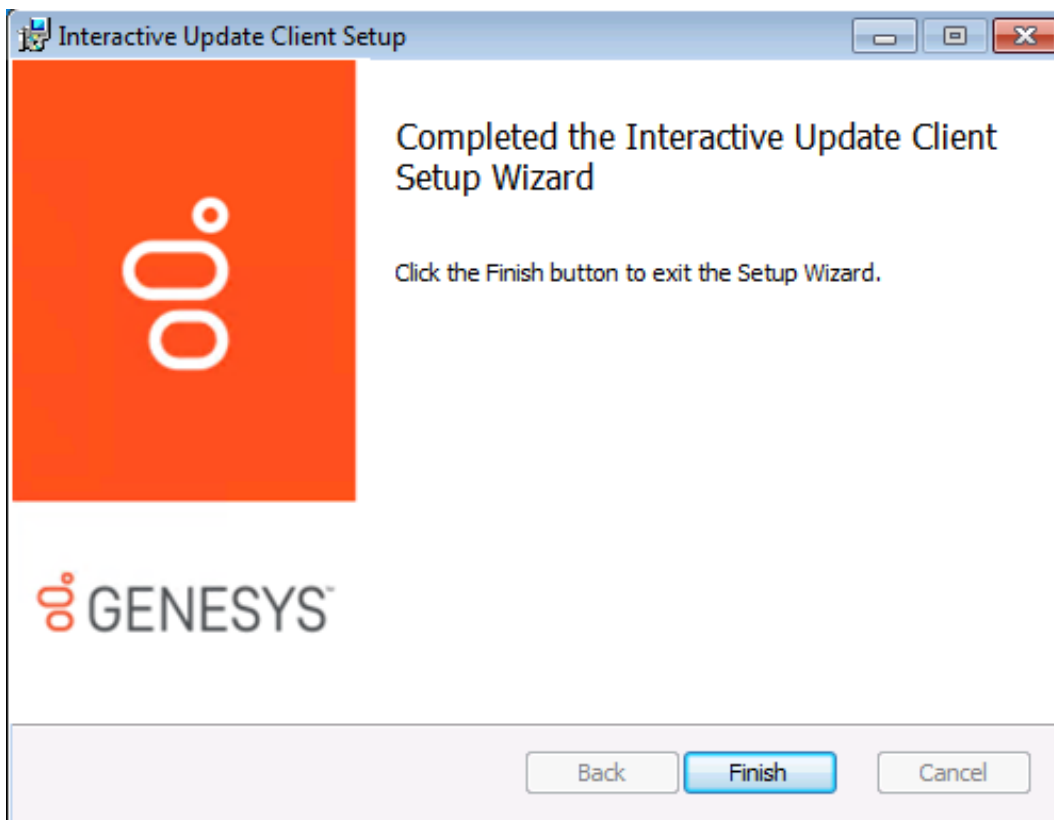 Interactive Update Client Setup
Completed the Interactive Update Client
Setup Wizard
Click the Finish button to exit the Setup Wizard.
GENESYS™
Back
Finish
Cancel